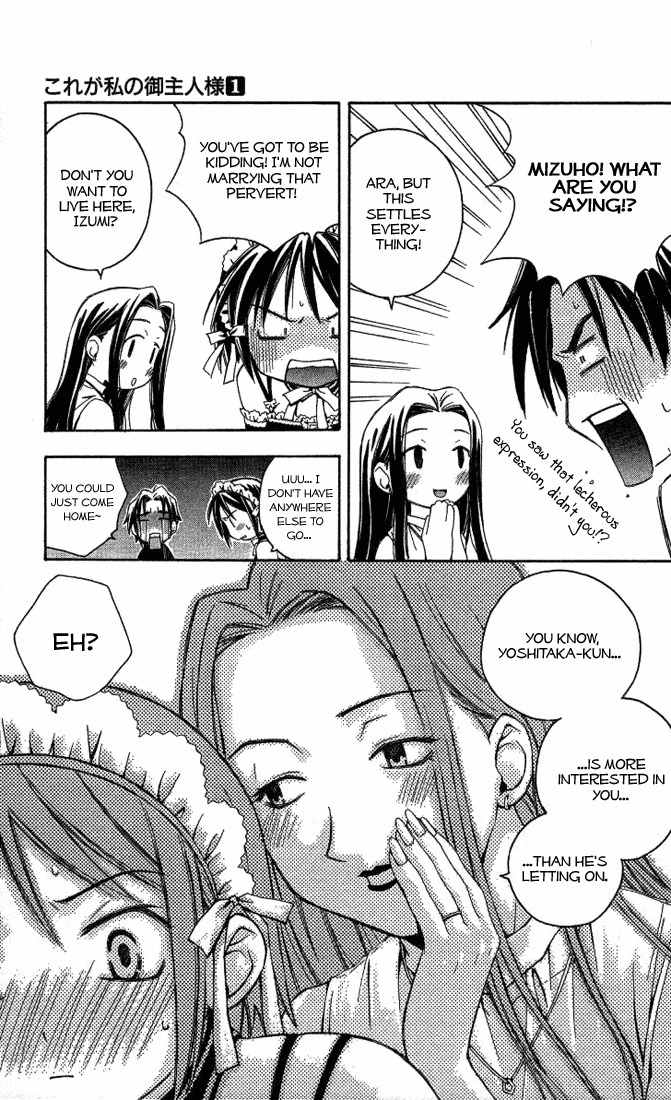 これが私の御主人様1
MIZUHO! WHAT
ARE YOU
SAYING!?
ARA, BUT
THIS
SETTLES
EVERY-
THING!
You saw that lecherous
expression, didn't you!?
YOU'VE GOT TO BE
KIDDING! I'M NOT
MARRYING THAT
PERVERT!
DON'T YOU
WANT TO
LIVE HERE,
IZUMI?
UUU... I
DON'T HAVE
ANYWHERE
ELSE TO
GO...
YOU COULD
JUST COME
HOME~
YOU KNOW,
YOSHITAKA-KUN...
...IS MORE
INTERESTED IN
YOU...
...THAN HE'S
LETTING ON.
EH?